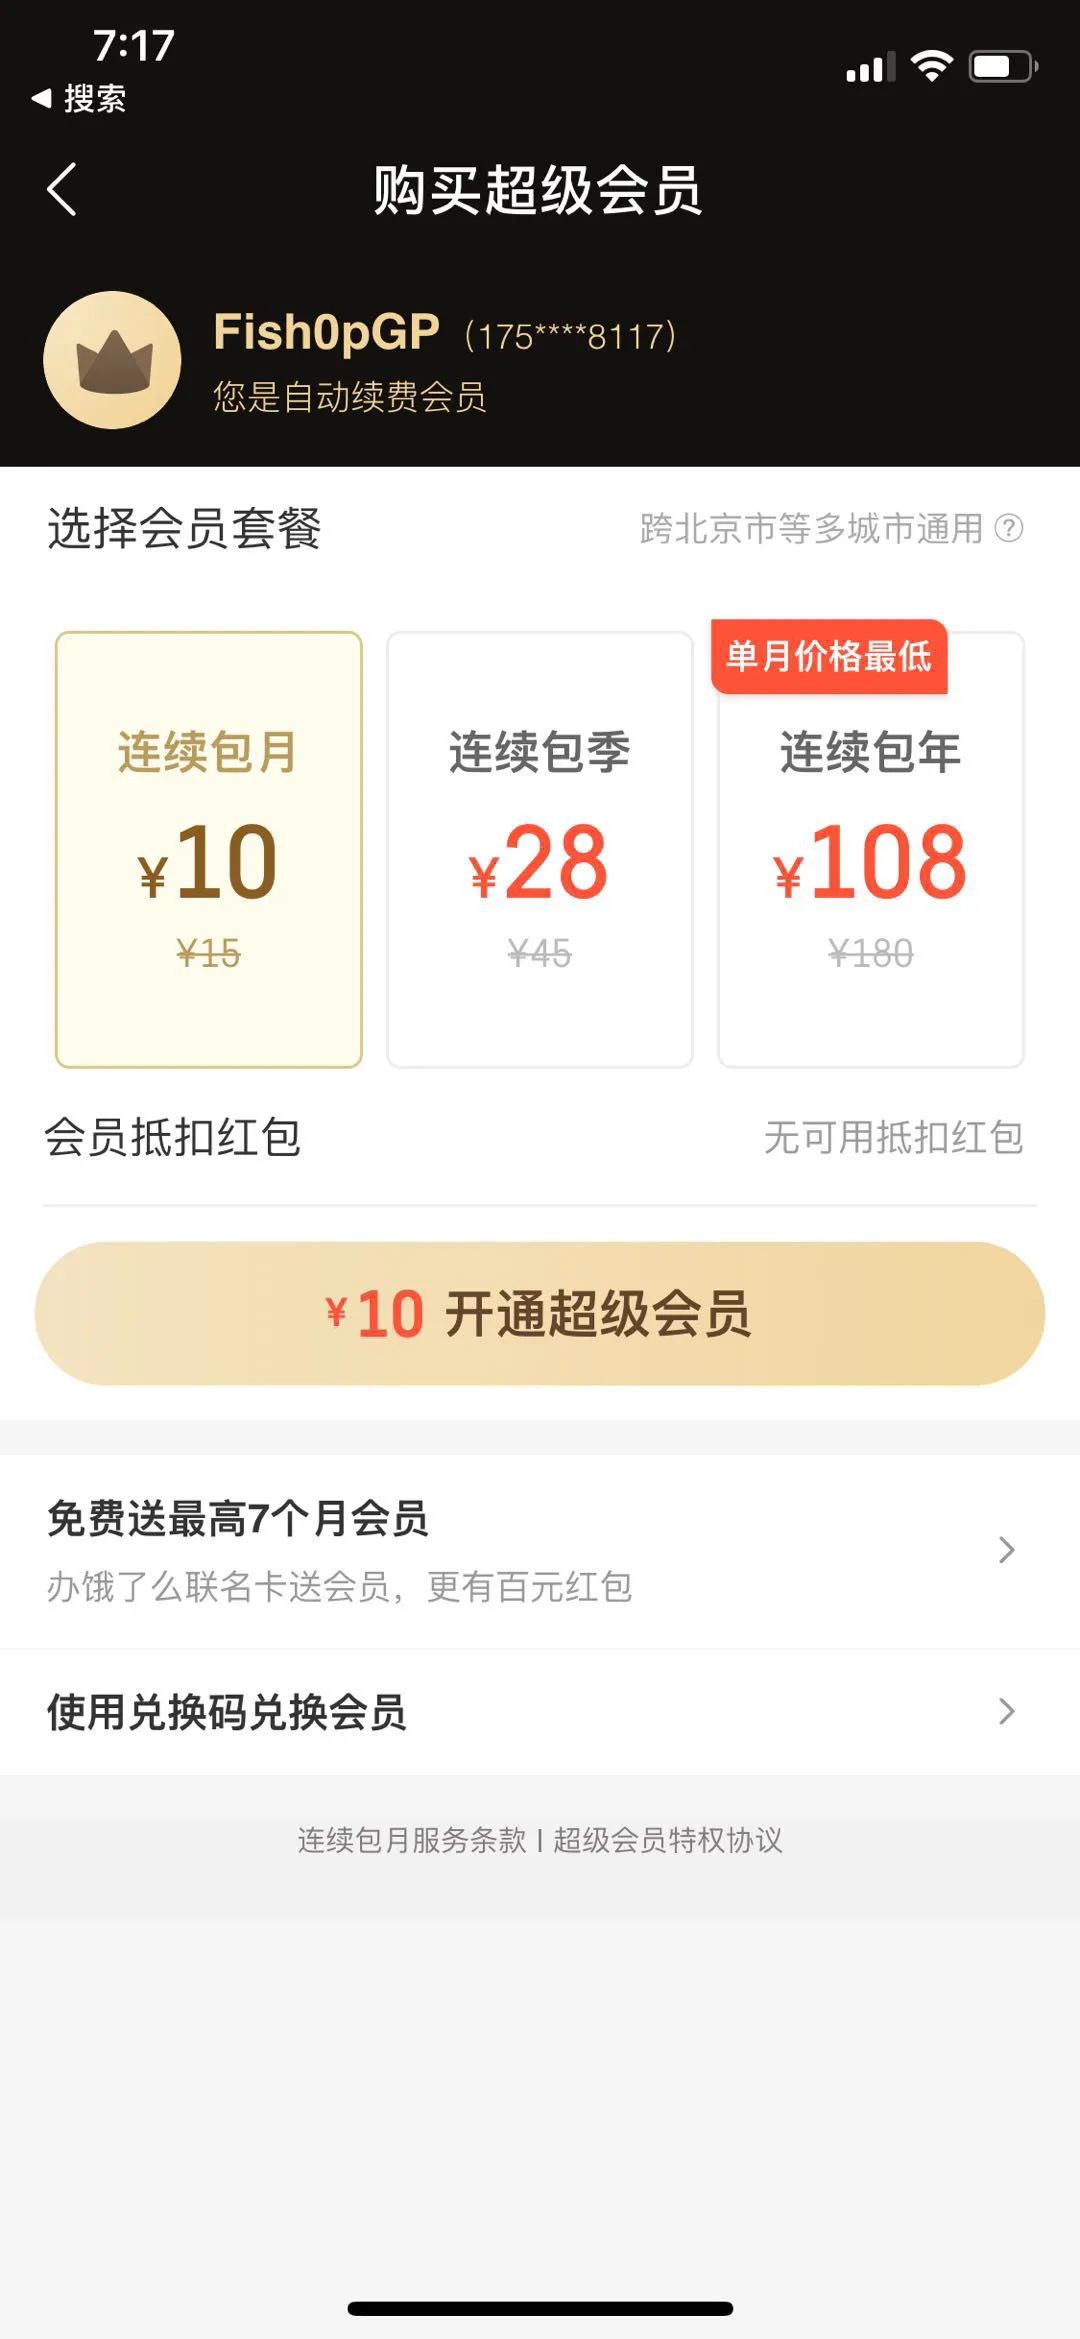 7:17
◀ 搜索
购买超级会员
Fish0pGP (175****8117)
您是自动续费会员
选择会员套餐 跨北京市等多城市通用 ?
单月价格最低
连续包月 连续包季 连续包年
¥10 ¥28 ¥108
¥15 ¥45 ¥180
会员抵扣红包 无可用抵扣红包
¥10 开通超级会员
免费送最高7个月会员
办饿了么联名卡送会员，更有百元红包
使用兑换码兑换会员
连续包月服务条款 | 超级会员特权协议